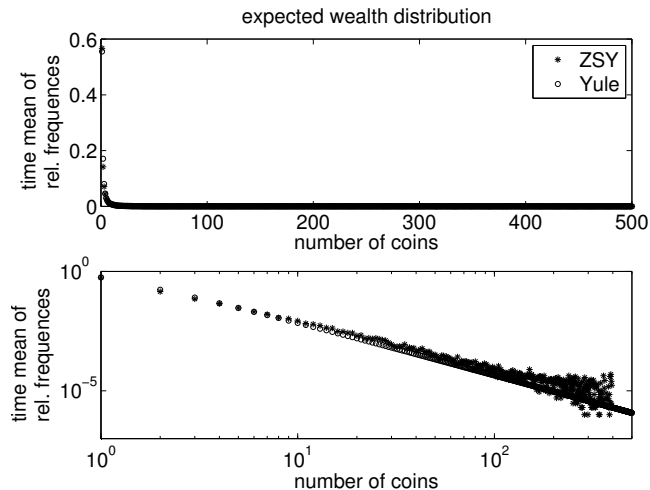 expected wealth distribution
time mean of
rel. frequences
0.6
0.4
0.2
0
ZSY
Yule
0 100 200 300 400 500
number of coins
time mean of
rel. frequences
10^0
10^-5
10^0 10^1 10^2
number of coins